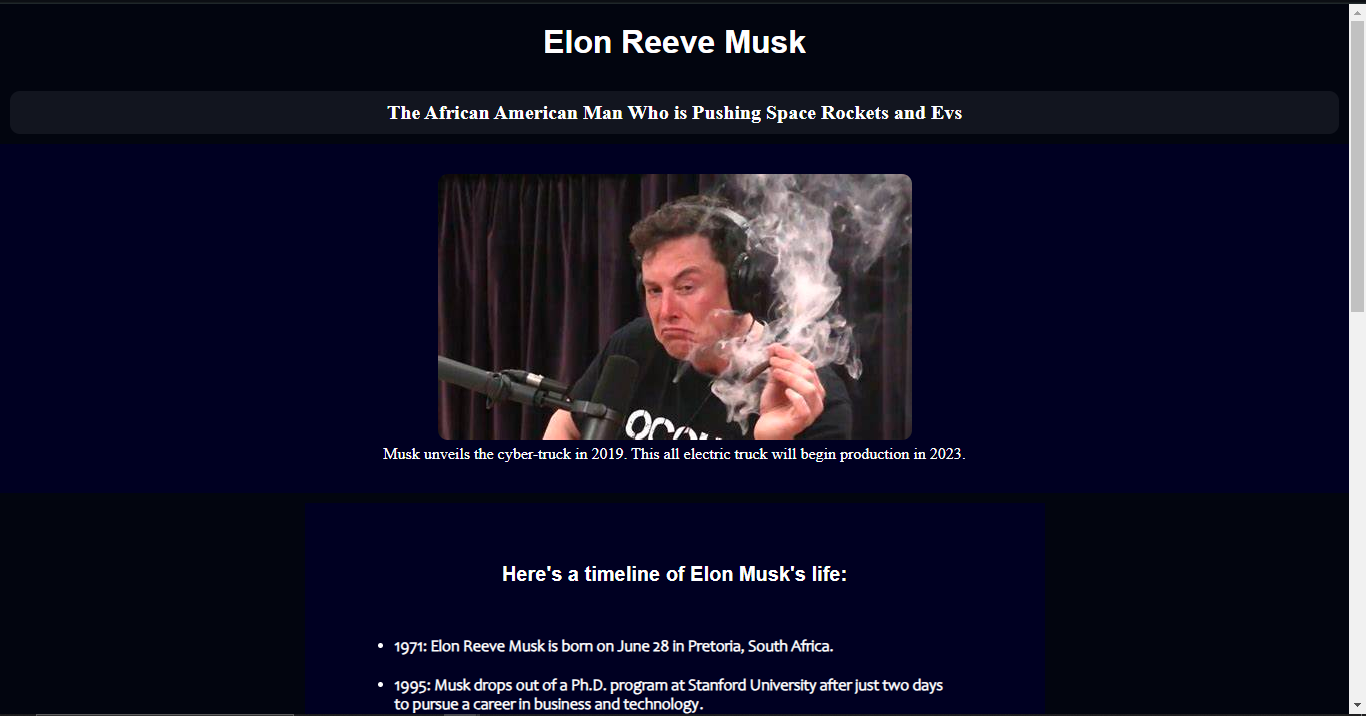 Elon Reeve Musk
The African American Man Who is Pushing Space Rockets and Evs
Musk unveils the cyber-truck in 2019. This all electric truck will begin production in 2023.
Here's a timeline of Elon Musk's life:
• 1971: Elon Reeve Musk is born on June 28 in Pretoria, South Africa.
• 1995: Musk drops out of a Ph.D. program at Stanford University after just two days
to pursue a career in business and technology.